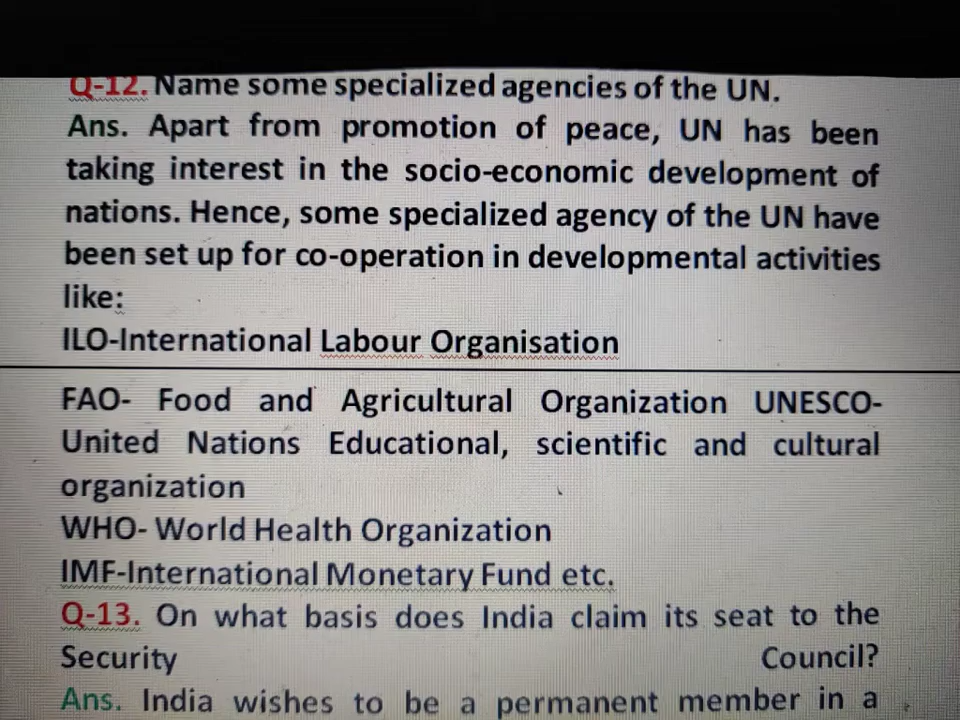 Q-12. Name some specialized agencies of the UN.
Ans. Apart from promotion of peace, UN has been
taking interest in the socio-economic development of
nations. Hence, some specialized agency of the UN have
been set up for co-operation in developmental activities
like:
ILO-International Labour Organisation
FAO- Food and Agricultural Organization UNESCO-
United Nations Educational, scientific and cultural
organization
WHO- World Health Organization
IMF-International Monetary Fund etc.
Q-13. On what basis does India claim its seat to the
Security Council?
Ans. India wishes to be a permanent member in a